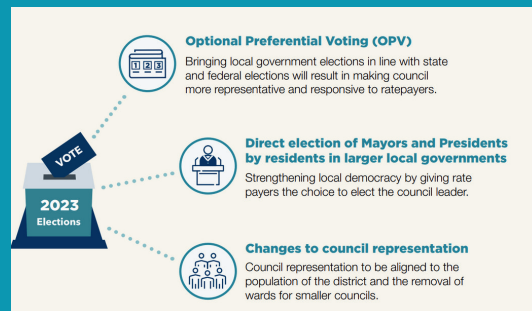 Optional Preferential Voting (OPV)
Bringing local government elections in line with state
and federal elections will result in making council
more representative and responsive to ratepayers.
1 2 3
VOTE
2023
Elections
Direct election of Mayors and Presidents
by residents in larger local governments
Strengthening local democracy by giving rate
payers the choice to elect the council leader.
Changes to council representation
Council representation to be aligned to the
population of the district and the removal of
wards for smaller councils.